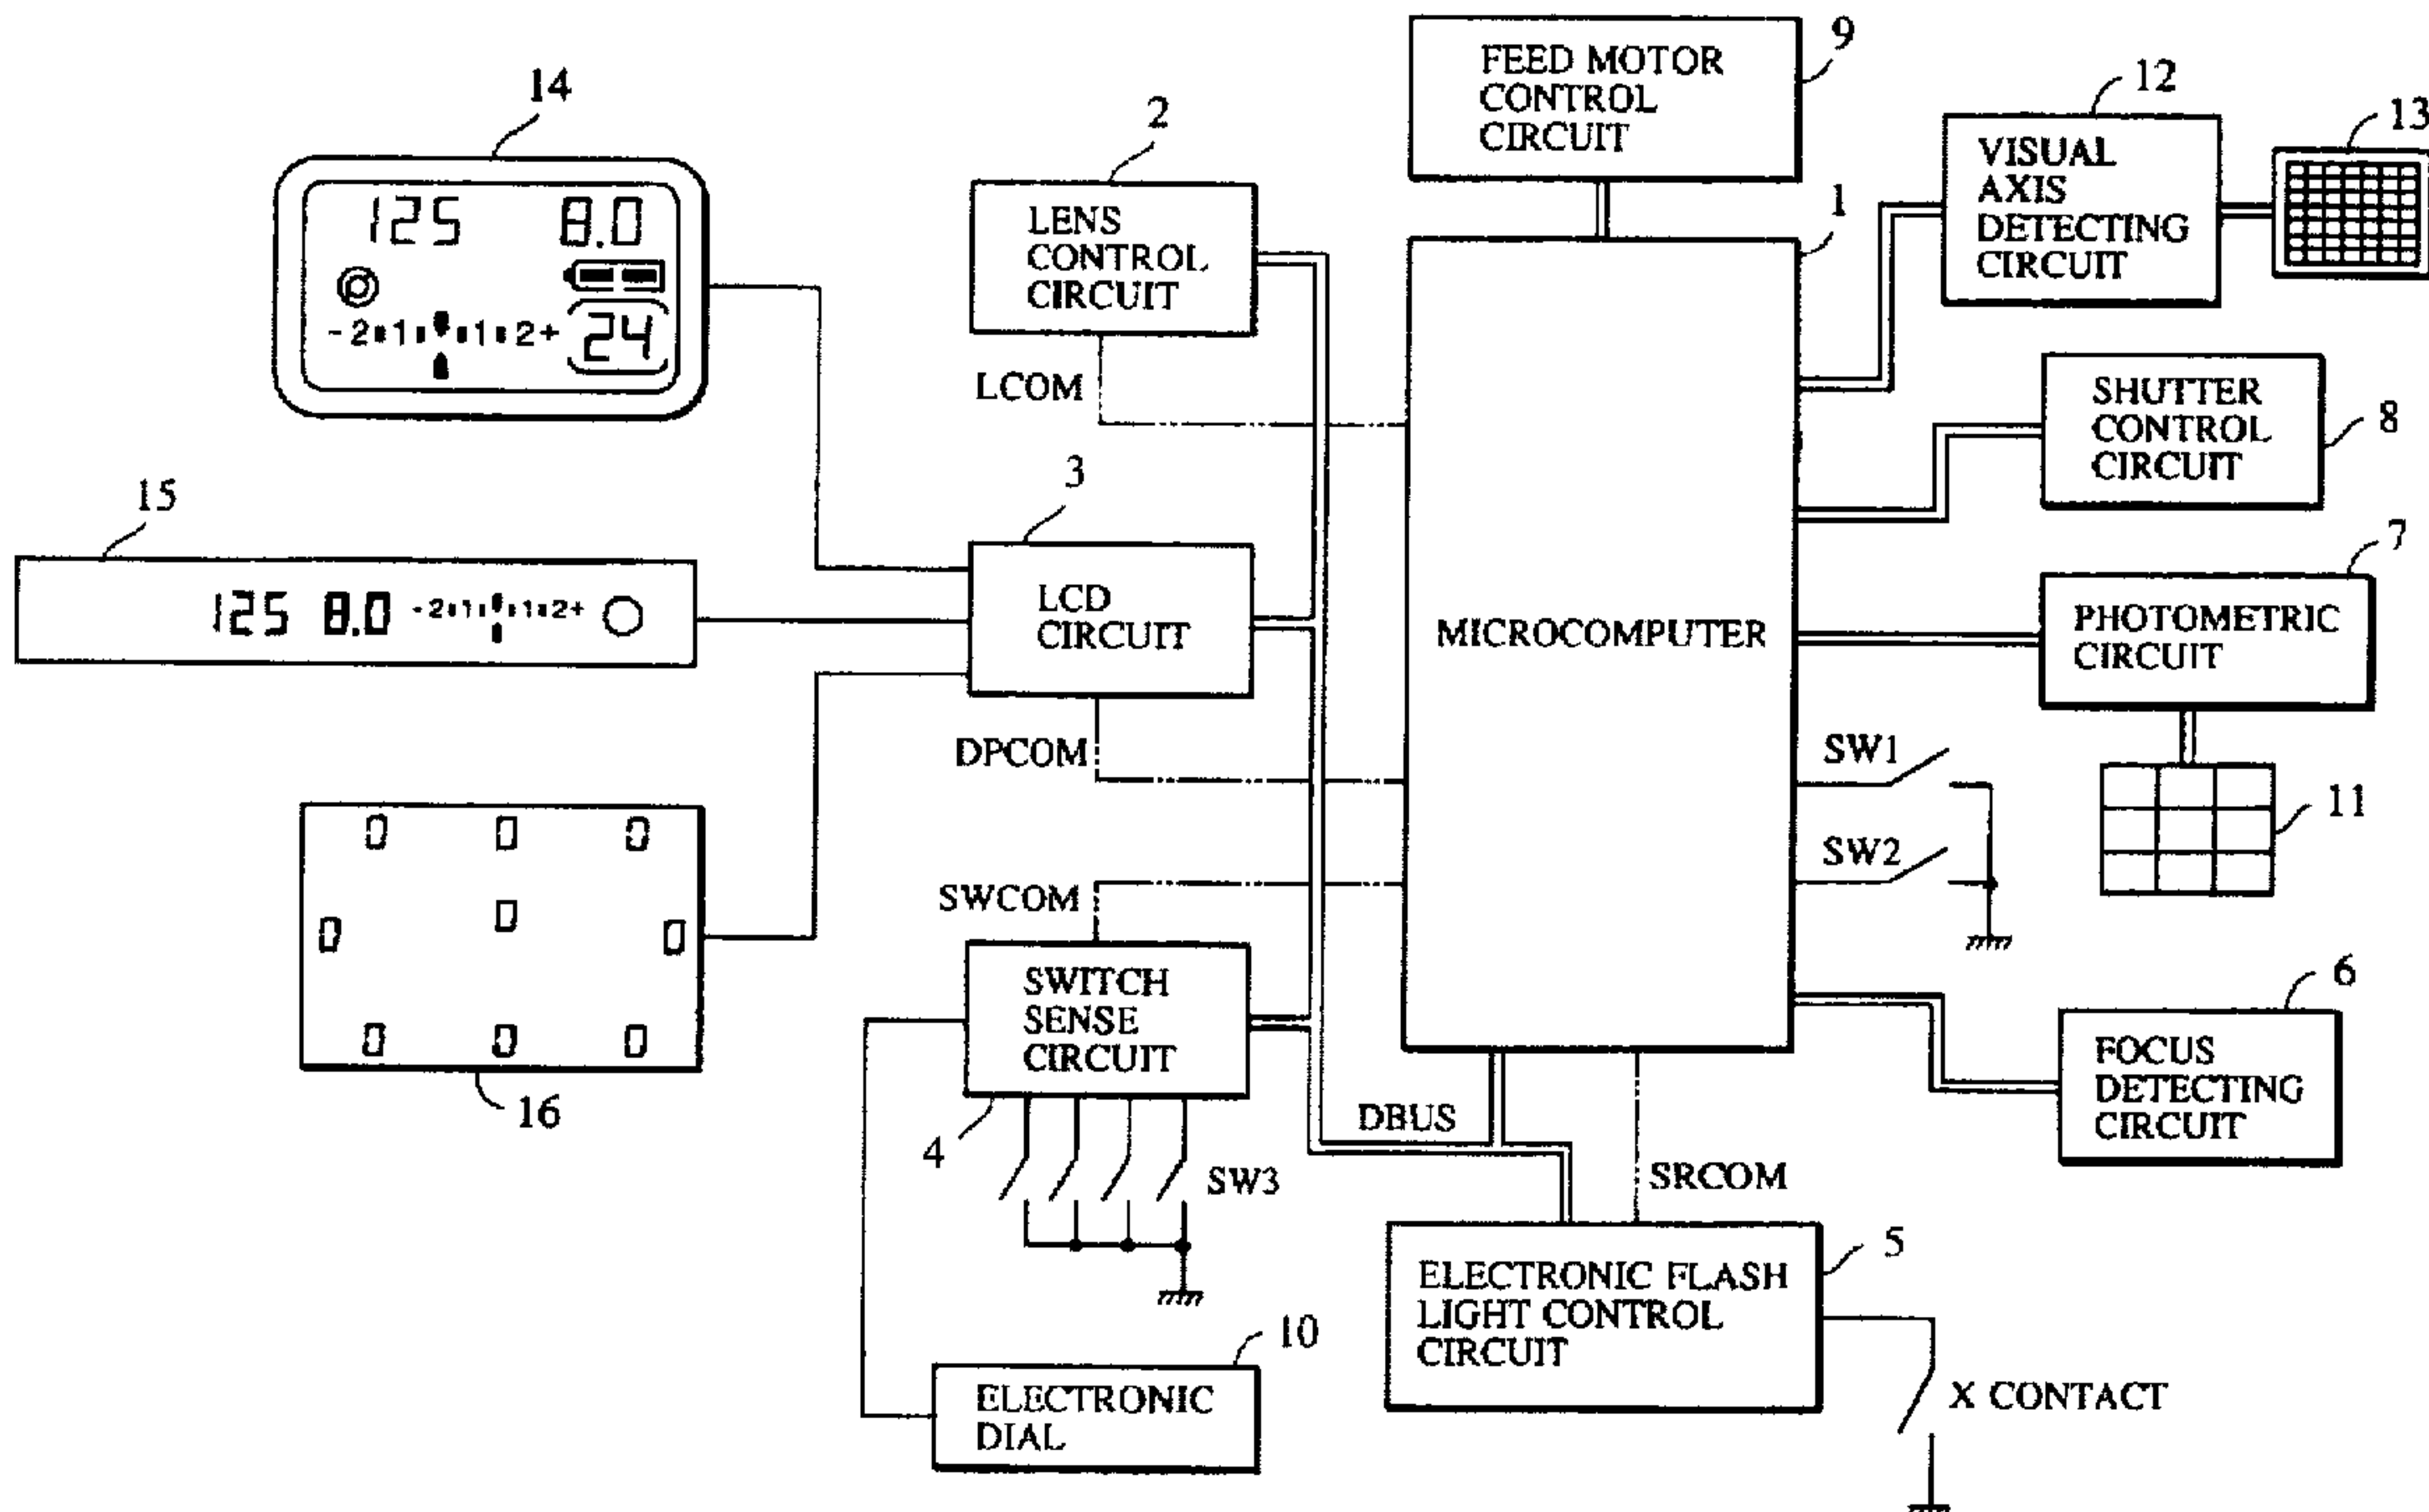 9
FEED MOTOR
CONTROL
CIRCUIT
14
2
12
13
VISUAL
AXIS
DETECTING
CIRCUIT
125 8.0
24
-2 1 1 2+
LENS
CONTROL
CIRCUIT
1
LCOM
SHUTTER
CONTROL
CIRCUIT
8
15
3
7
125 8.0 -2 1 1 2+
LCD
CIRCUIT
MICROCOMPUTER
PHOTOMETRIC
CIRCUIT
DPCOM
SW1
11
SWCOM
SW2
16
SWITCH
SENSE
CIRCUIT
4
SW3
6
FOCUS
DETECTING
CIRCUIT
DBUS
SRCOM
5
ELECTRONIC FLASH
LIGHT CONTROL
CIRCUIT
10
ELECTRONIC
DIAL
X CONTACT